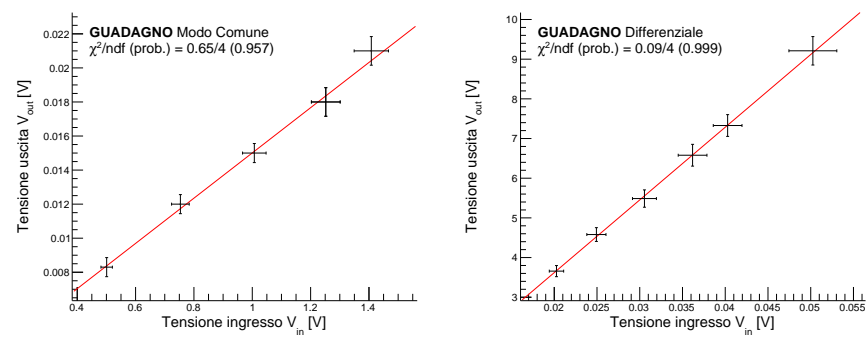 GUADAGNO Modo Comune
χ²/ndf (prob.) = 0.65/4 (0.957)
Tensione uscita V_out [V]
0.022
0.02
0.018
0.016
0.014
0.012
0.01
0.008
0.4 0.6 0.8 1 1.2 1.4
Tensione ingresso V_in [V]
GUADAGNO Differenziale
χ²/ndf (prob.) = 0.09/4 (0.999)
Tensione uscita V_out [V]
10
9
8
7
6
5
4
3
0.02 0.025 0.03 0.035 0.04 0.045 0.05 0.055
Tensione ingresso V_in [V]